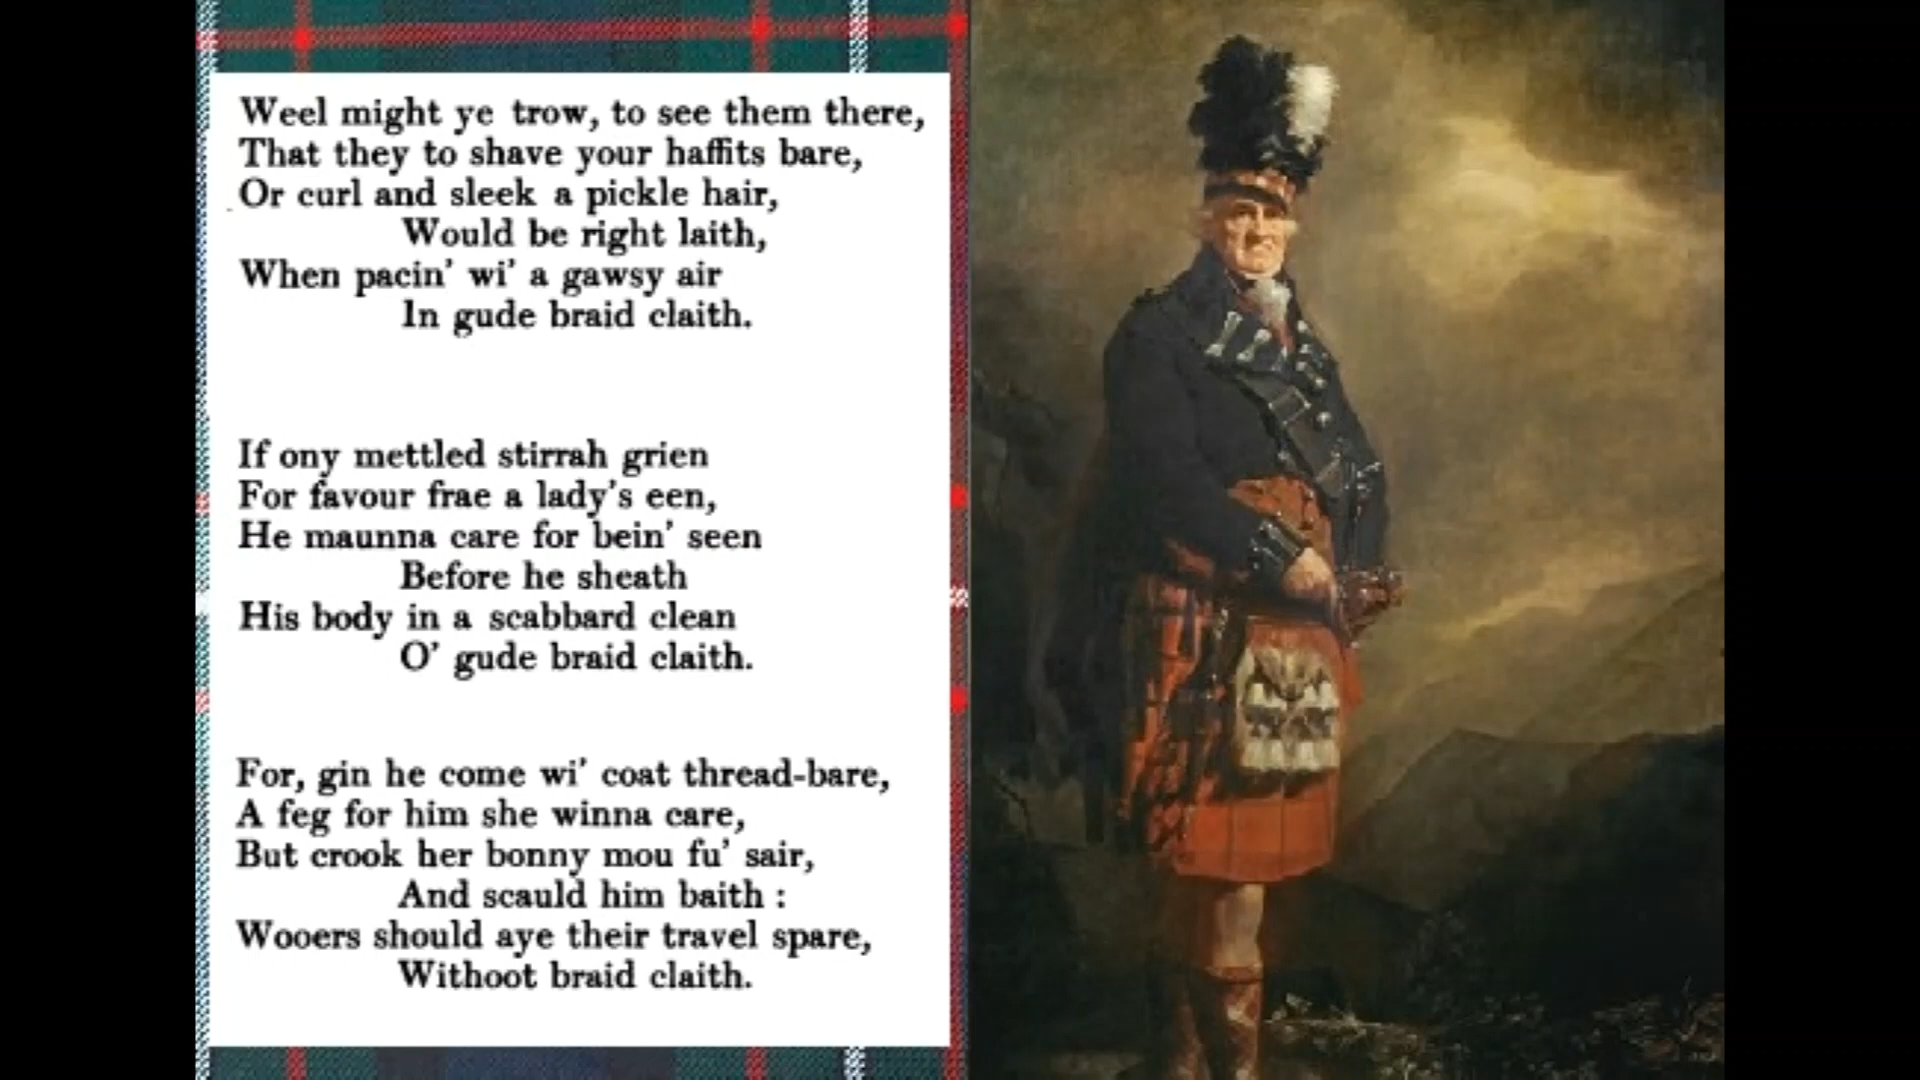 Weel might ye trow, to see them there,
That they to shave your haffits bare,
Or curl and sleek a pickle hair,
Would be right laith,
When pacin' wi' a gawsy air
In gude braid claith.
If ony mettled stirrah grien
For favour frae a lady's een,
He maunna care for bein' seen
Before he sheath
His body in a scabbard clean
O' gude braid claith.
For, gin he come wi' coat thread-bare,
A feg for him she winna care,
But crook her bonny mou fu' sair,
And scauld him baith :
Wooers should aye their travel spare,
Withoot braid claith.